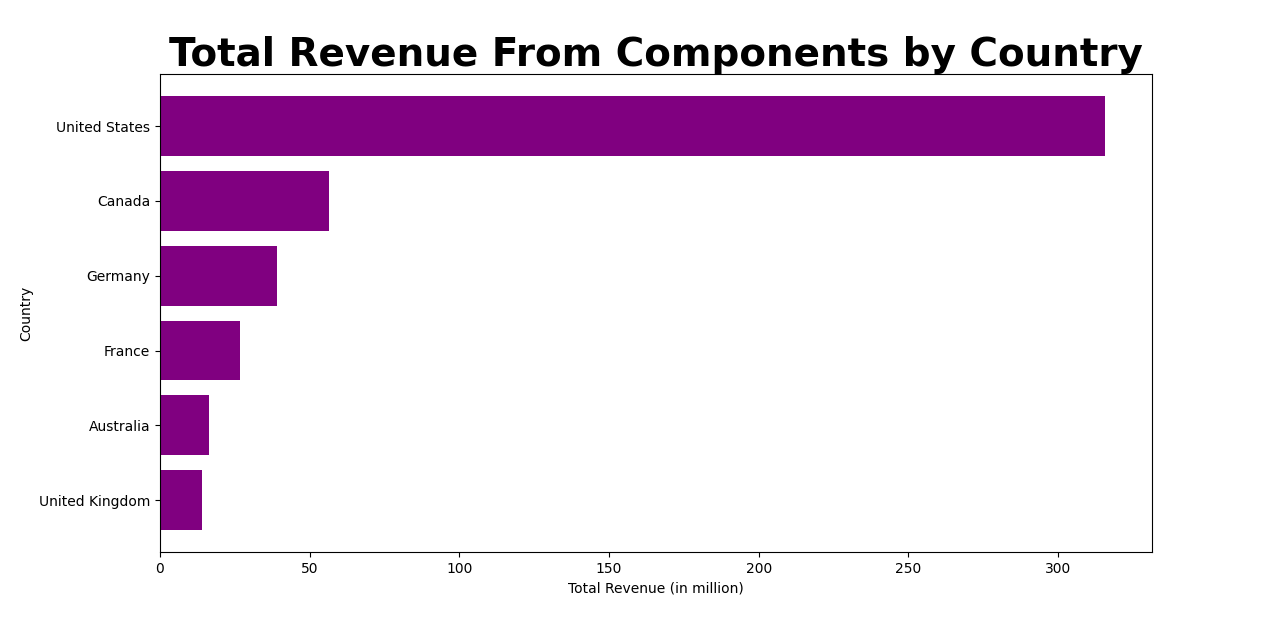 Total Revenue From Components by Country
United States
Canada
Germany
France
Australia
United Kingdom
Country
0 50 100 150 200 250 300
Total Revenue (in million)